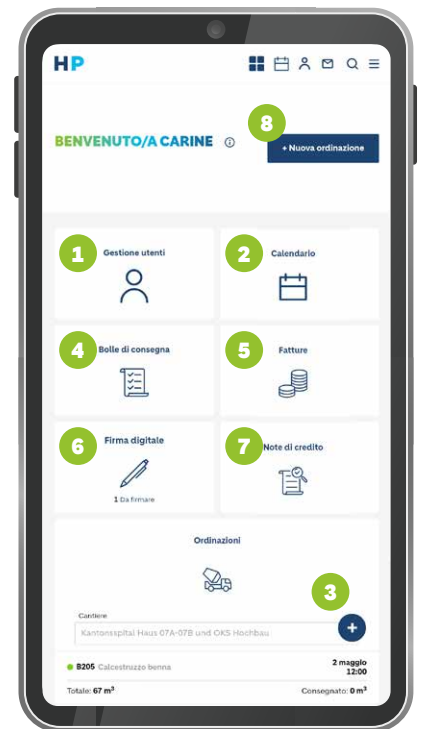 HP
8
BENVENUTO/A CARINE
+ Nuova ordinazione
1
Gestione utenti
2
Calendario
4
Bolle di consegna
5
Fatture
6
Firma digitale
1 Da firmare
7
Note di credito
Ordinazioni
3
Cantiere
Kantonsspital Haus 07A-07B und OKS Hochbau
+
B205 Calcestruzzo benna
2 maggio
12:00
Totale: 67 m³
Consegnato: 0 m³